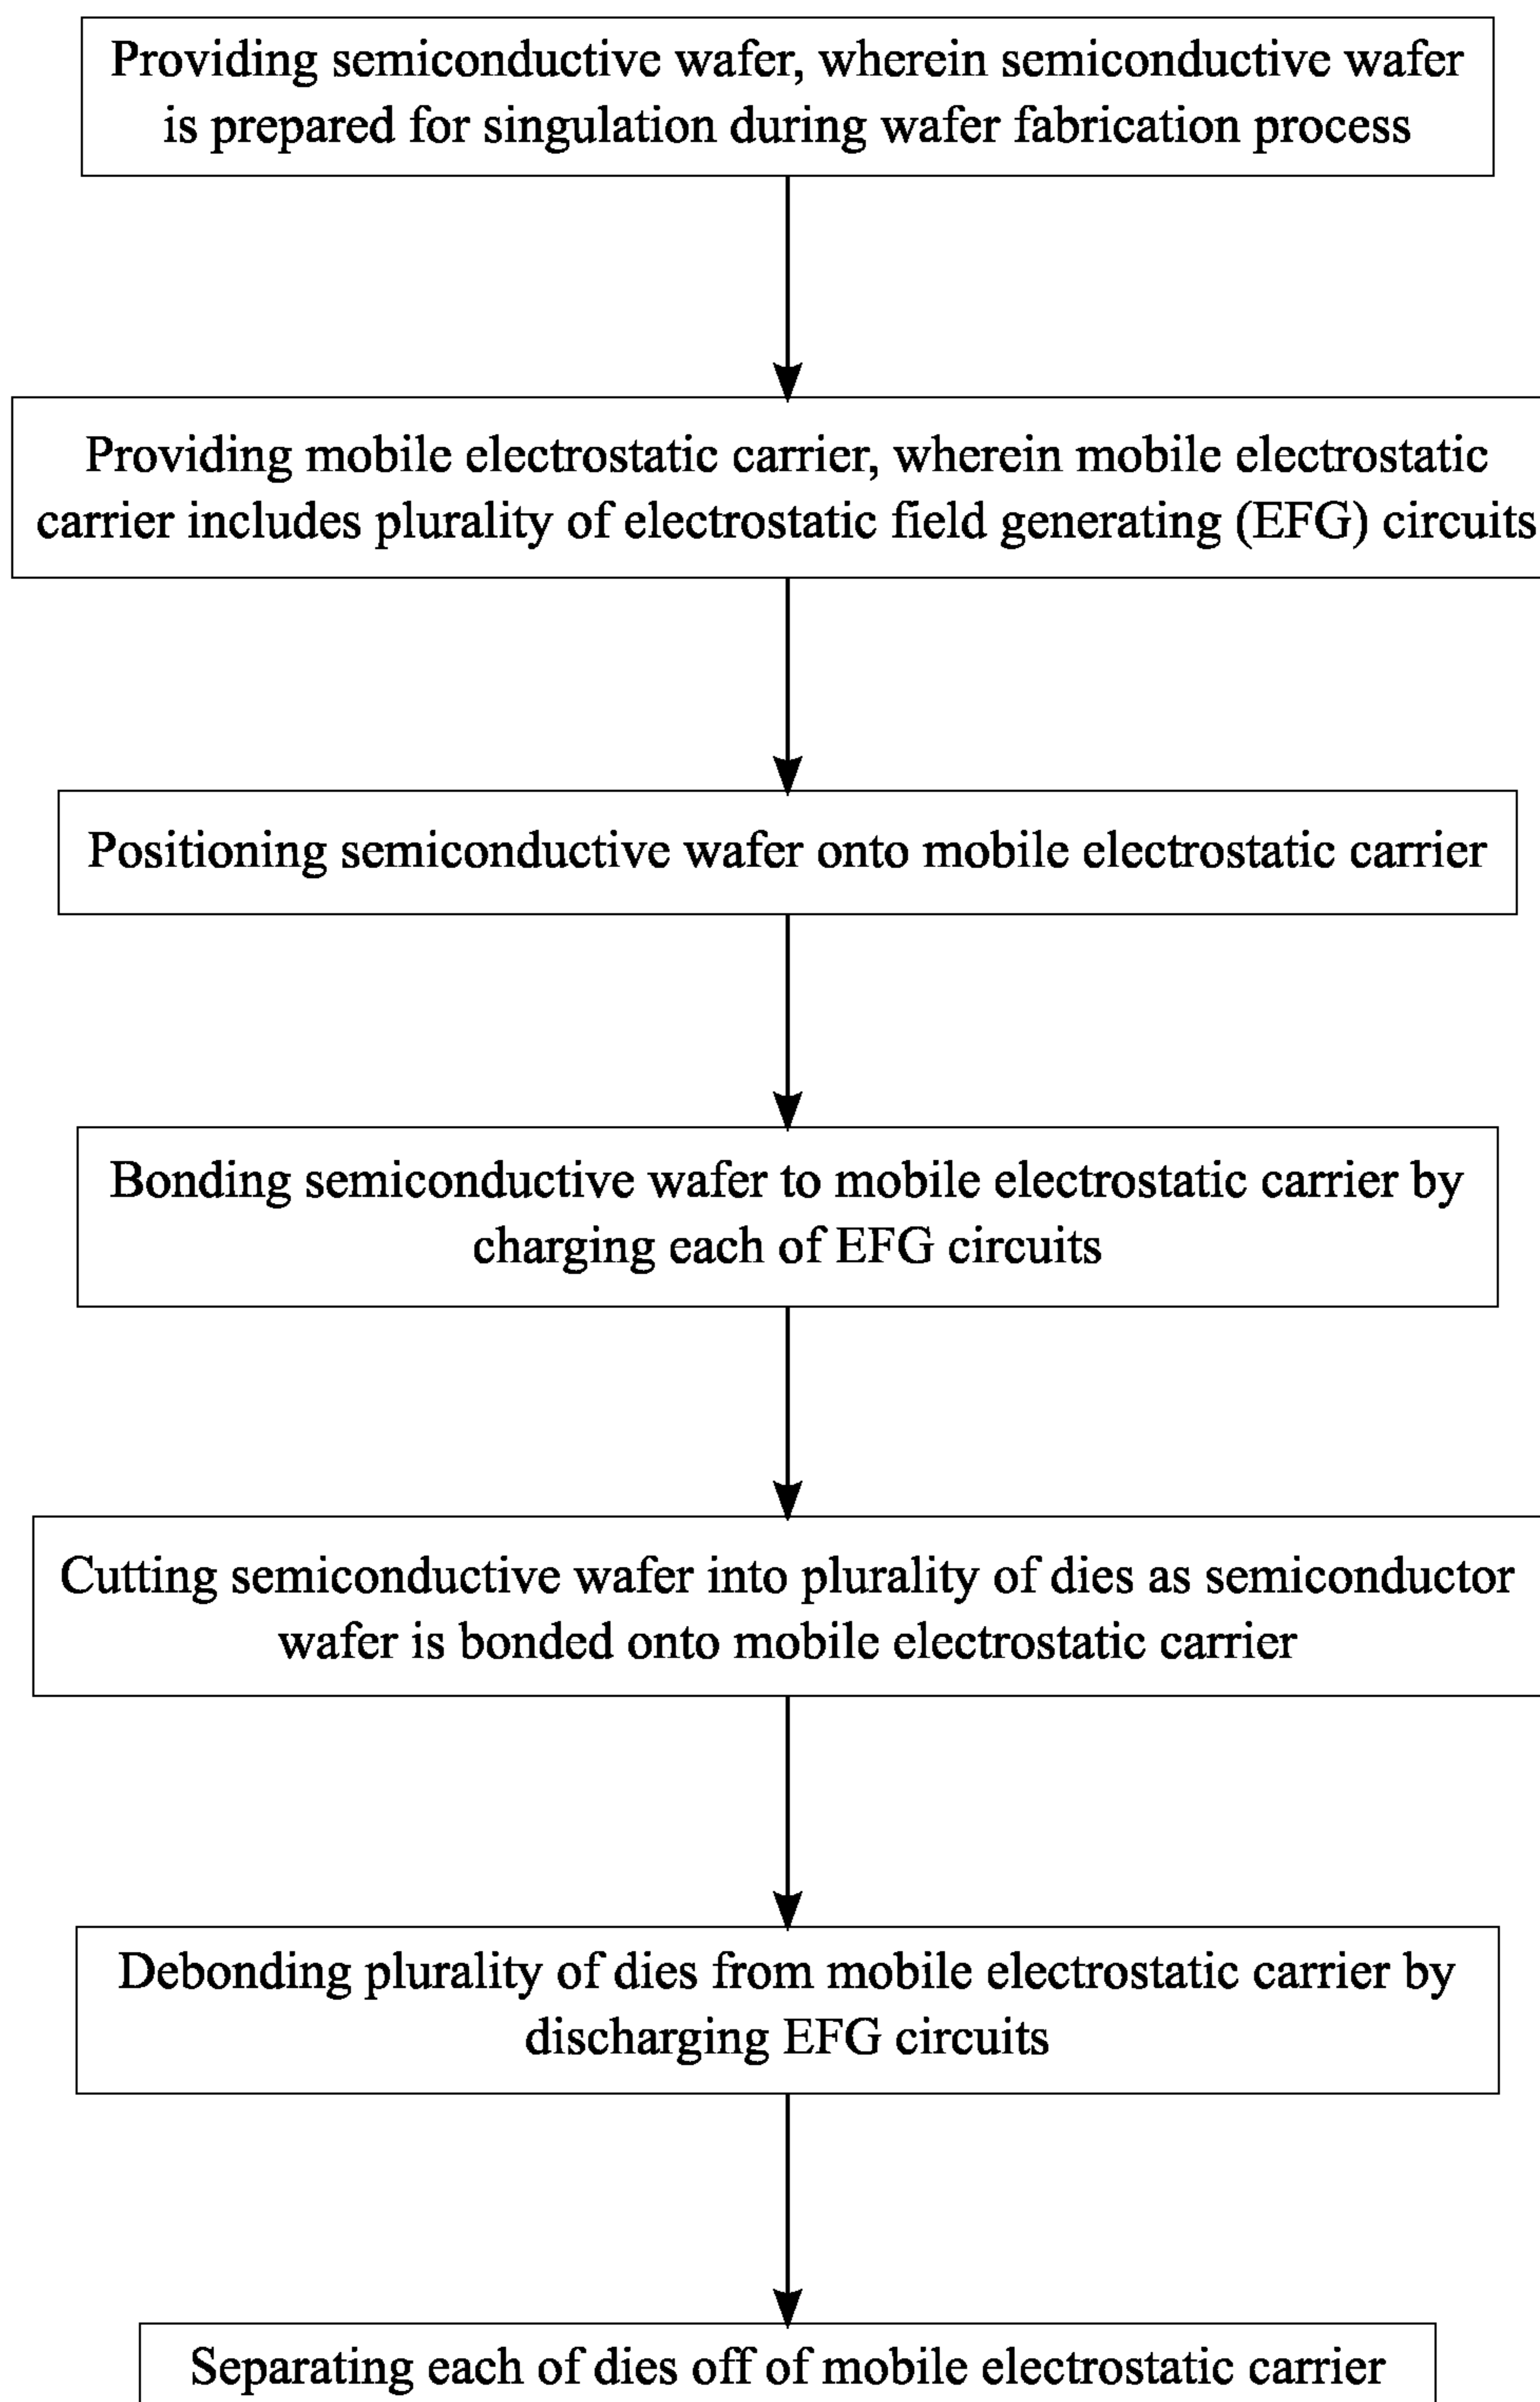 Providing semiconductive wafer, wherein semiconductive wafer
is prepared for singulation during wafer fabrication process
Providing mobile electrostatic carrier, wherein mobile electrostatic
carrier includes plurality of electrostatic field generating (EFG) circuits
Positioning semiconductive wafer onto mobile electrostatic carrier
Bonding semiconductive wafer to mobile electrostatic carrier by
charging each of EFG circuits
Cutting semiconductive wafer into plurality of dies as semiconductor
wafer is bonded onto mobile electrostatic carrier
Debonding plurality of dies from mobile electrostatic carrier by
discharging EFG circuits
Separating each of dies off of mobile electrostatic carrier